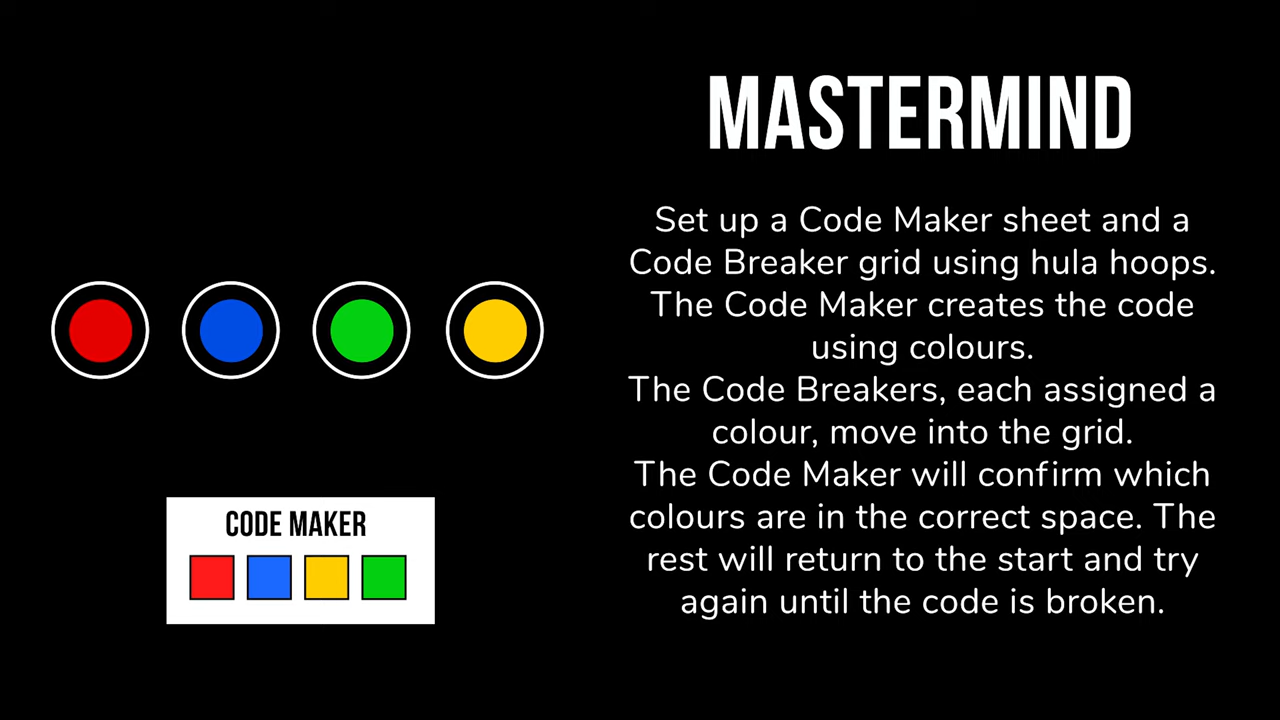 MASTERMIND
Set up a Code Maker sheet and a
Code Breaker grid using hula hoops.
The Code Maker creates the code
using colours.
The Code Breakers, each assigned a
colour, move into the grid.
The Code Maker will confirm which
colours are in the correct space. The
rest will return to the start and try
again until the code is broken.
CODE MAKER